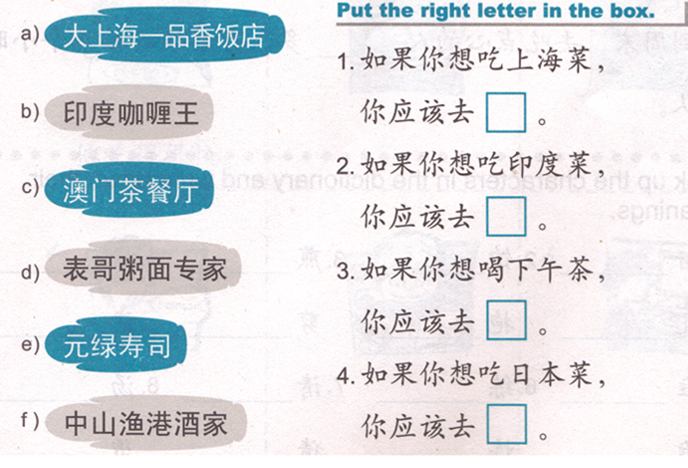 a) 大上海一品香饭店
b) 印度咖喱王
c) 澳门茶餐厅
d) 表哥粥面专家
e) 元绿寿司
f) 中山渔港酒家
Put the right letter in the box.
1. 如果你想吃上海菜，
你应该去 □ 。
2. 如果你想吃印度菜，
你应该去 □ 。
3. 如果你想喝下午茶，
你应该去 □ 。
4. 如果你想吃日本菜，
你应该去 □ 。